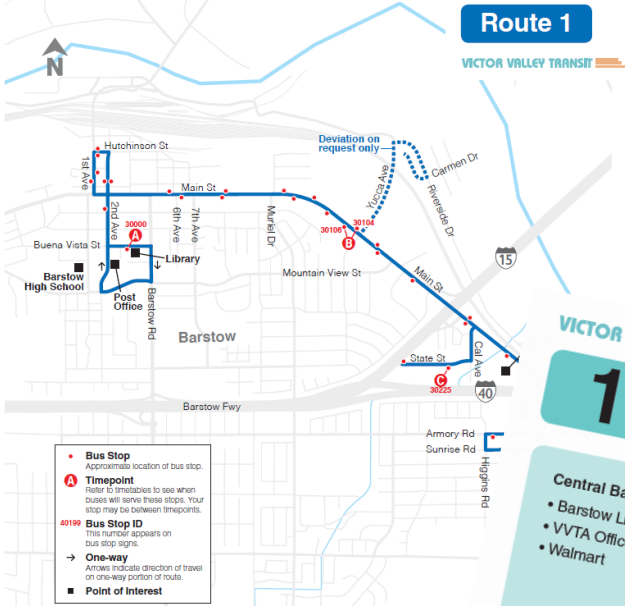 Route 1
VICTOR VALLEY TRANSIT
N
Hutchinson St
1st Ave
Main St
2nd Ave
6th Ave
7th Ave
Muriel Dr
Deviation on
request only
Yucca Ave
Carmen Dr
Riverside Dr
30000
A
30106
30104
B
Buena Vista St
Library
Barstow
High School
Post
Office
Barstow Rd
Mountain View St
Main St
15
Barstow
State St
Cal Ave
C
30225
40
Barstow Fwy
Armory Rd
Sunrise Rd
Higgins Rd
Bus Stop
Approximate location of bus stop.
A
Timepoint
Refer to timetables to see when
buses will serve these stops. Your
stop may be between timepoints.
40199
Bus Stop ID
This number appears on
bus stop signs.
One-way
Arrows indicate direction of travel
on one-way portion of route.
Point of Interest
VICTOR
1
Central Ba
• Barstow Li
• VVTA Offic
• Walmart